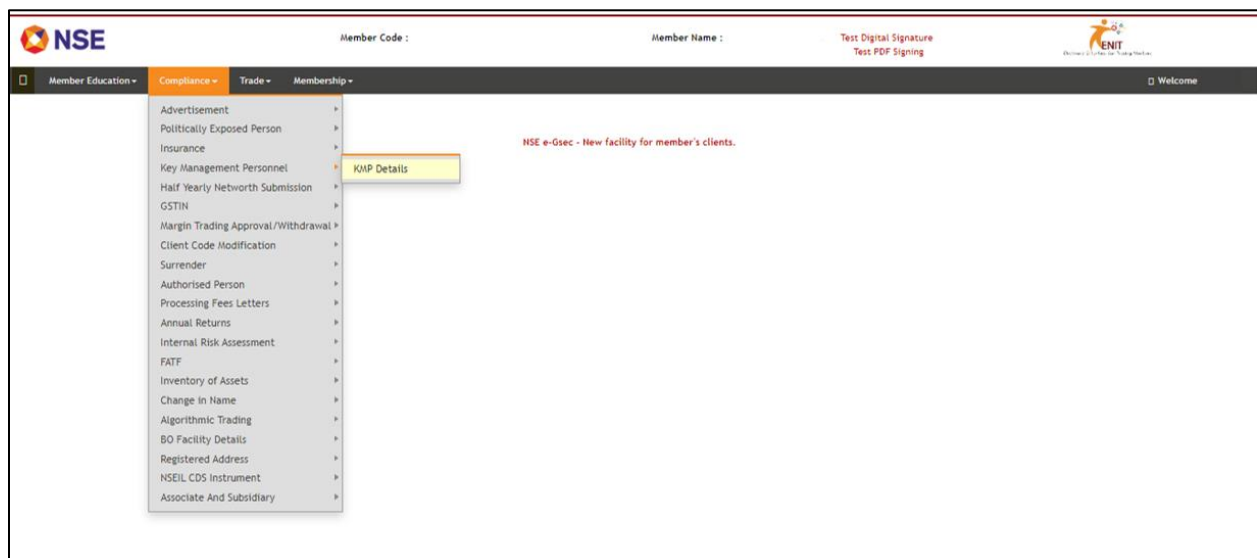 NSE
Member Code :
Member Name :
Test Digital Signature
Test PDF Signing
ENIT
Member Education
Compliance
Trade
Membership
Welcome
Advertisement
Politically Exposed Person
Insurance
Key Management Personnel
KMP Details
Half Yearly Networth Submission
GSTIN
Margin Trading Approval/Withdrawal
Client Code Modification
Surrender
Authorised Person
Processing Fees Letters
Annual Returns
Internal Risk Assessment
FATF
Inventory of Assets
Change in Name
Algorithmic Trading
BO Facility Details
Registered Address
NSEIL CDS Instrument
Associate And Subsidiary
NSE e-Gsec - New facility for member's clients.